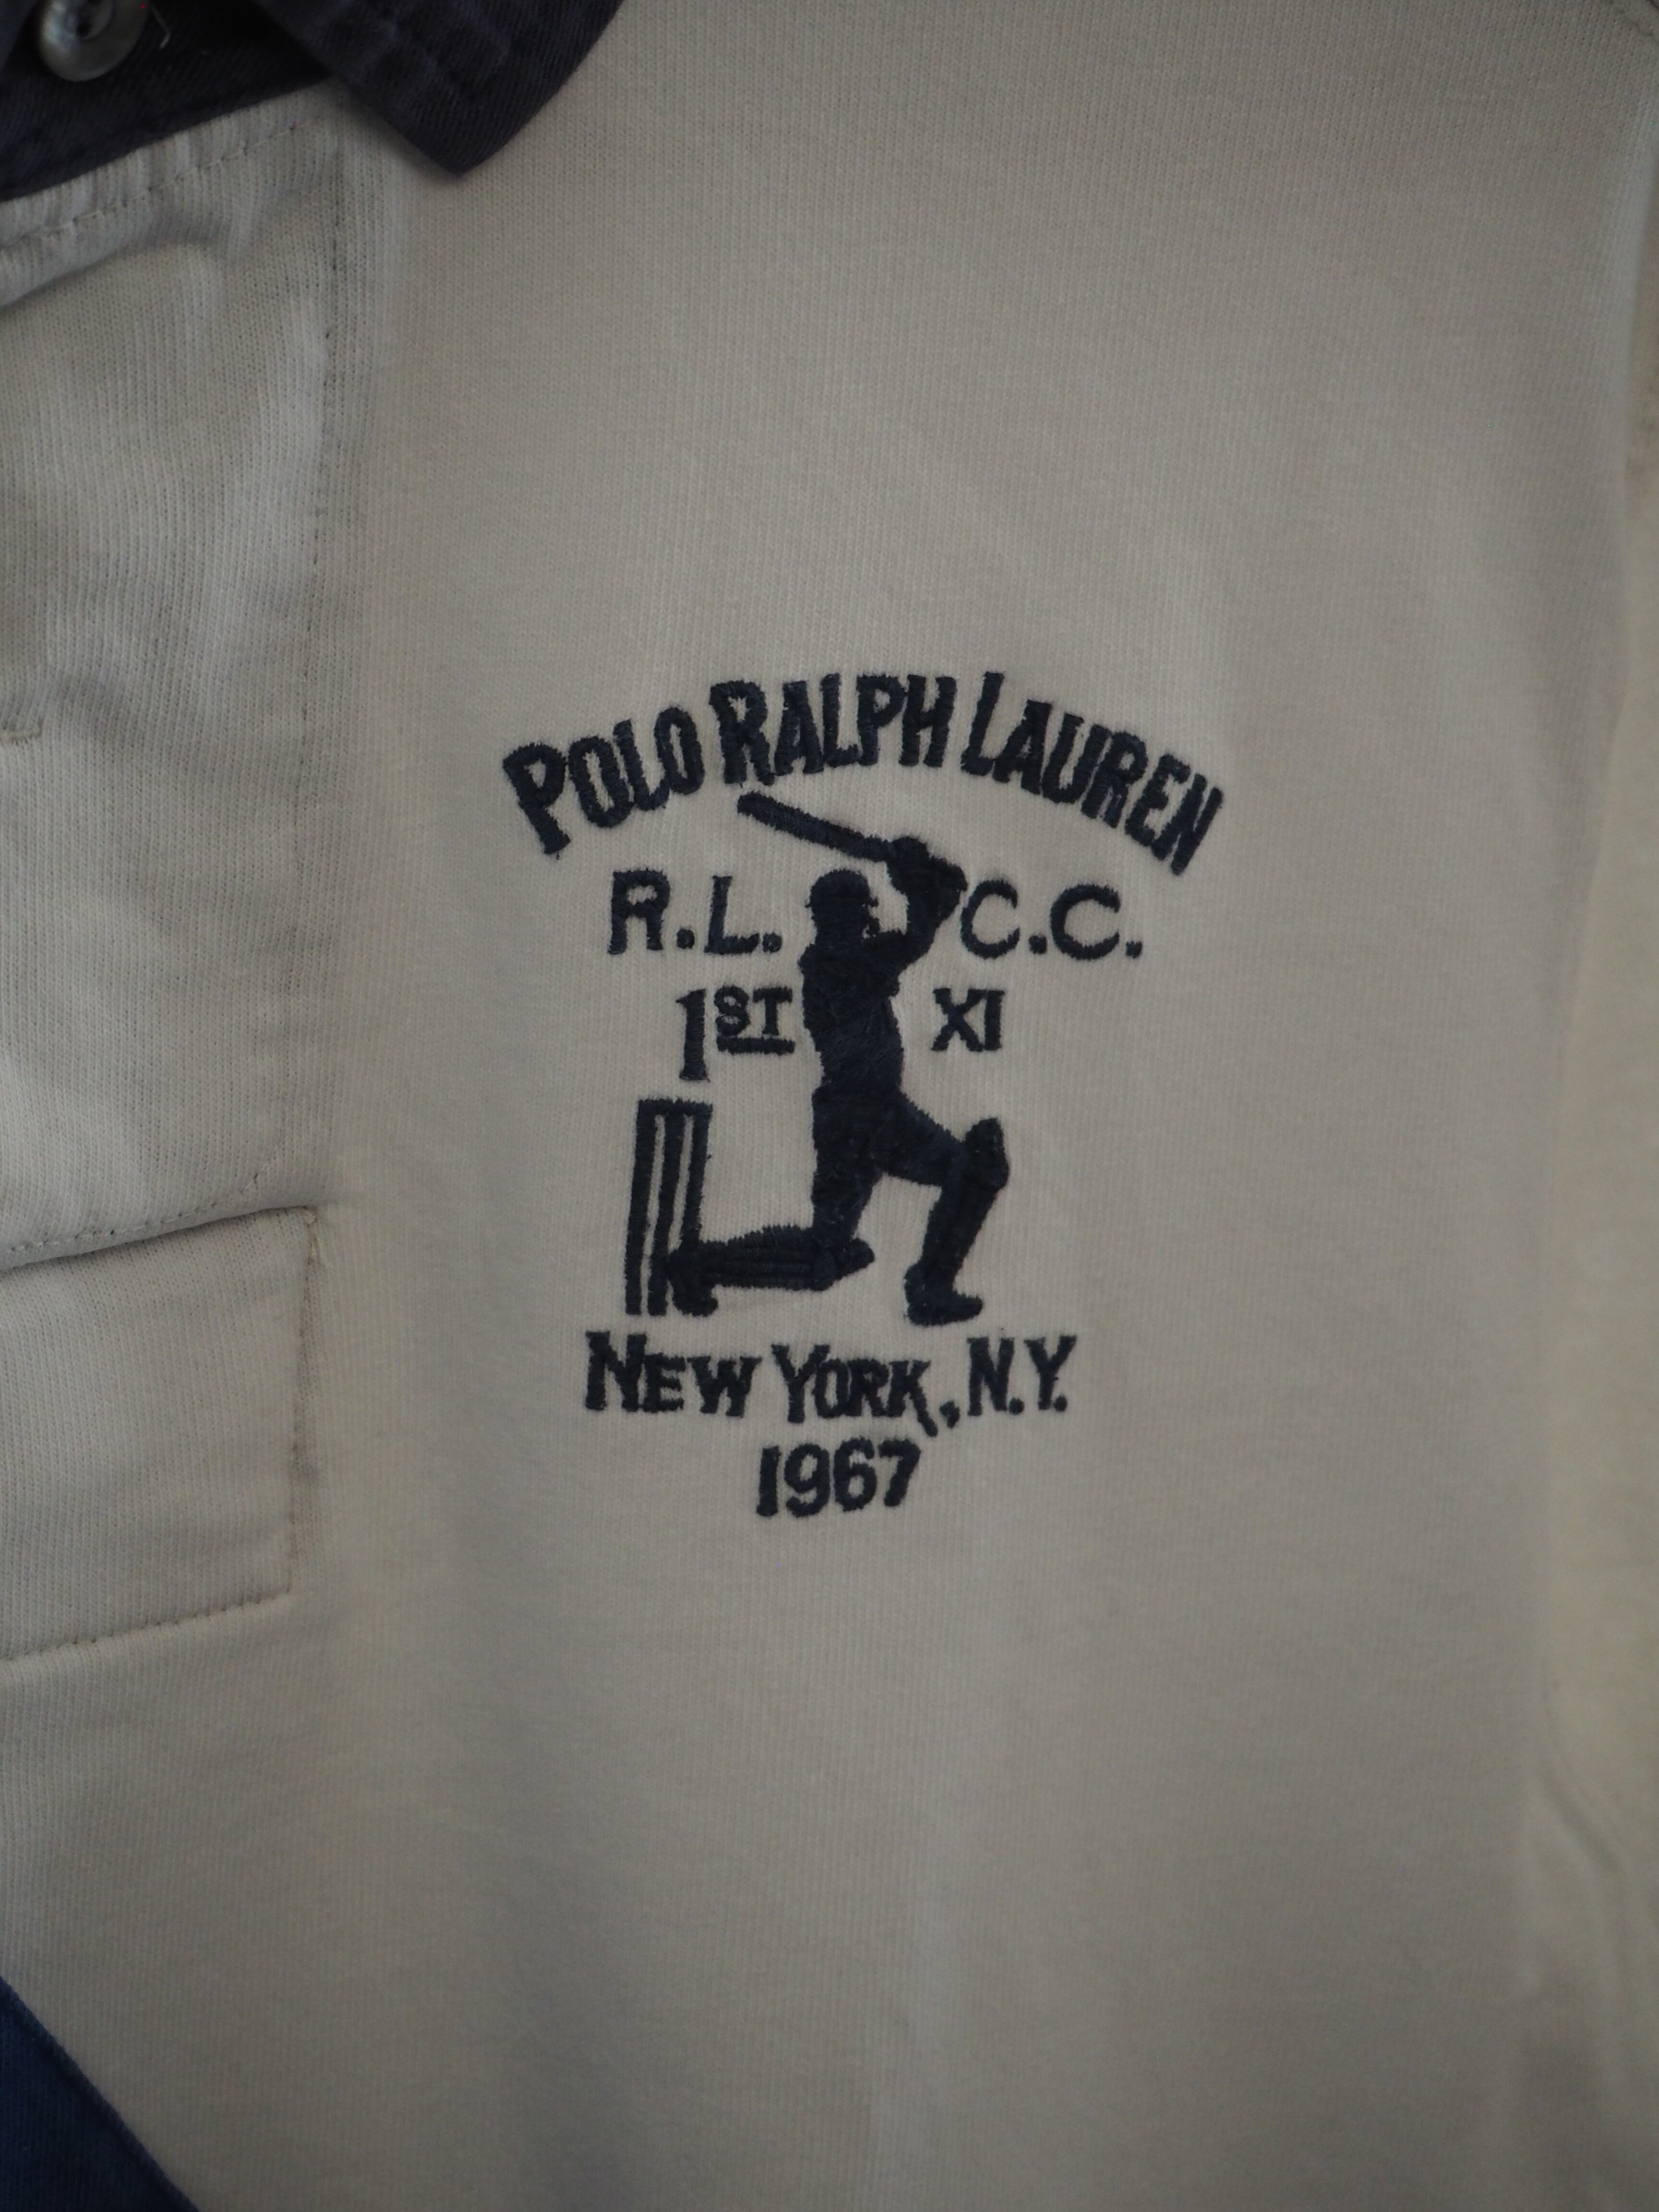 POLO RALPH LAUREN
R.L. C.C.
1ST XI
NEW YORK, N.Y.
1967